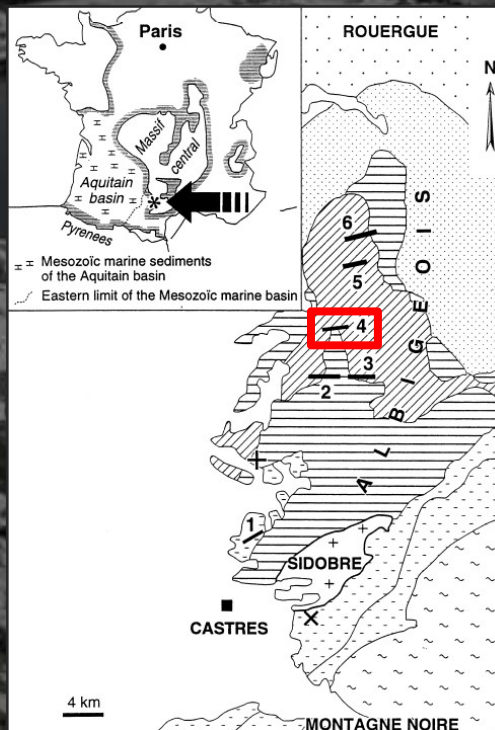 Paris
Massif
central
Aquitain
basin
Pyrenees
Mesozoïc marine sediments
of the Aquitain basin
Eastern limit of the Mesozoïc marine basin
ROUERGUE
N
6
5
4
3
2
1
ALBIGEOIS
SIDOBRE
CASTRES
4 km
MONTAGNE NOIRE